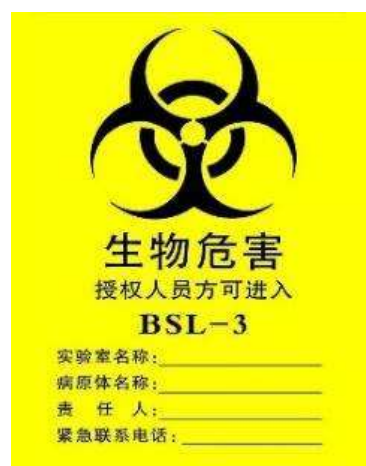 生物危害
授权人员方可进入
BSL-3
实验室名称:
病原体名称:
责 任 人:
紧急联系电话: